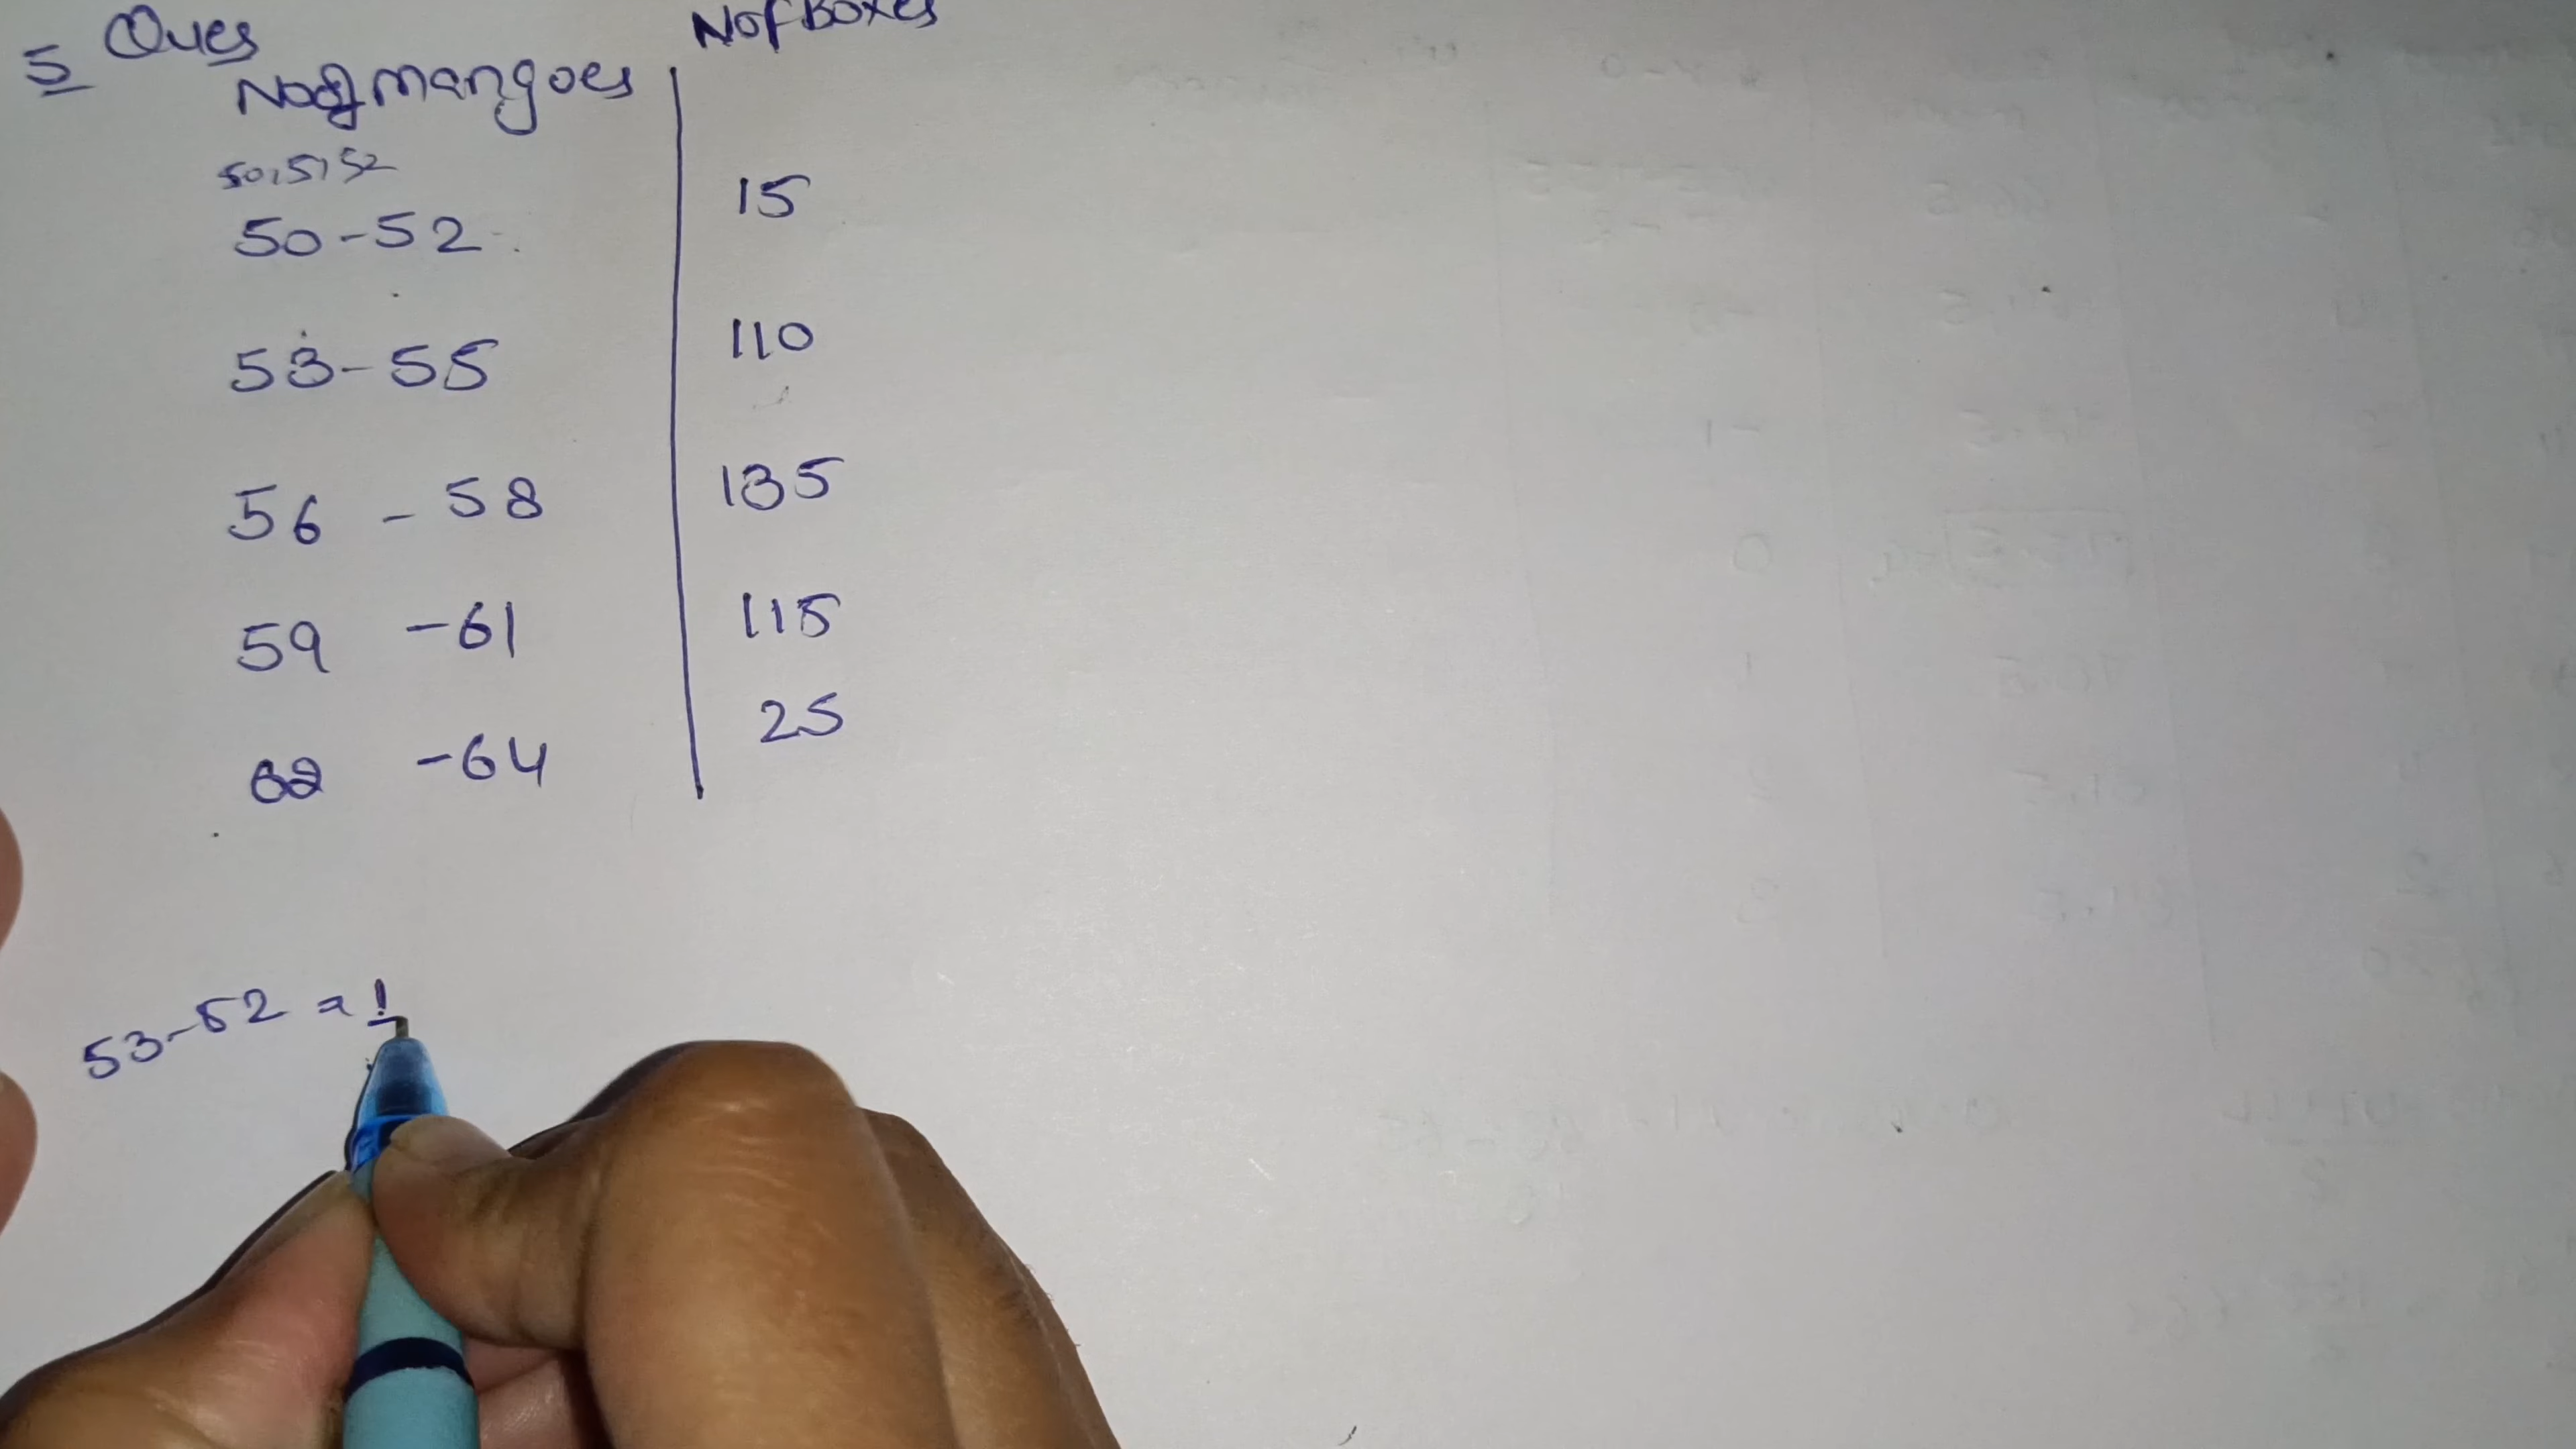 5 Ques
No of mangoes | No of Boxes
50,51,52
50-52 | 15
53-55 | 110
56 - 58 | 135
59 -61 | 115
62 -64 | 25
53-52 = 1